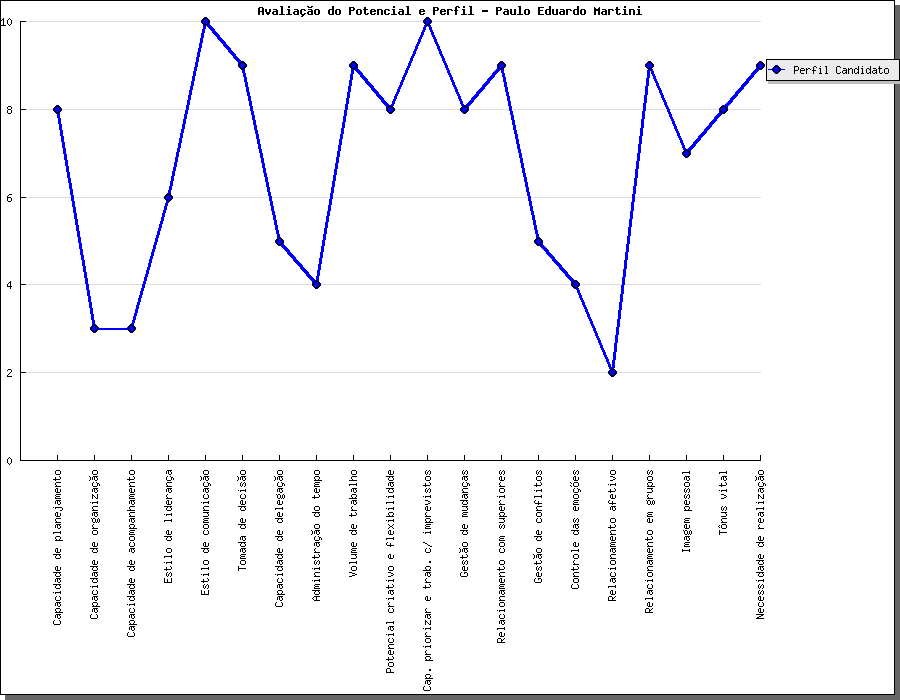 Avaliação do Potencial e Perfil - Paulo Eduardo Martini
10
8
6
4
2
0
Perfil Candidato
Capacidade de planejamento
Capacidade de organização
Capacidade de acompanhamento
Estilo de liderança
Estilo de comunicação
Tomada de decisão
Capacidade de delegação
Administração do tempo
Volume de trabalho
Potencial criativo e flexibilidade
Cap. priorizar e trab. c/ imprevistos
Gestão de mudanças
Relacionamento com superiores
Gestão de conflitos
Controle das emoções
Relacionamento afetivo
Relacionamento em grupos
Imagem pessoal
Tônus vital
Necessidade de realização